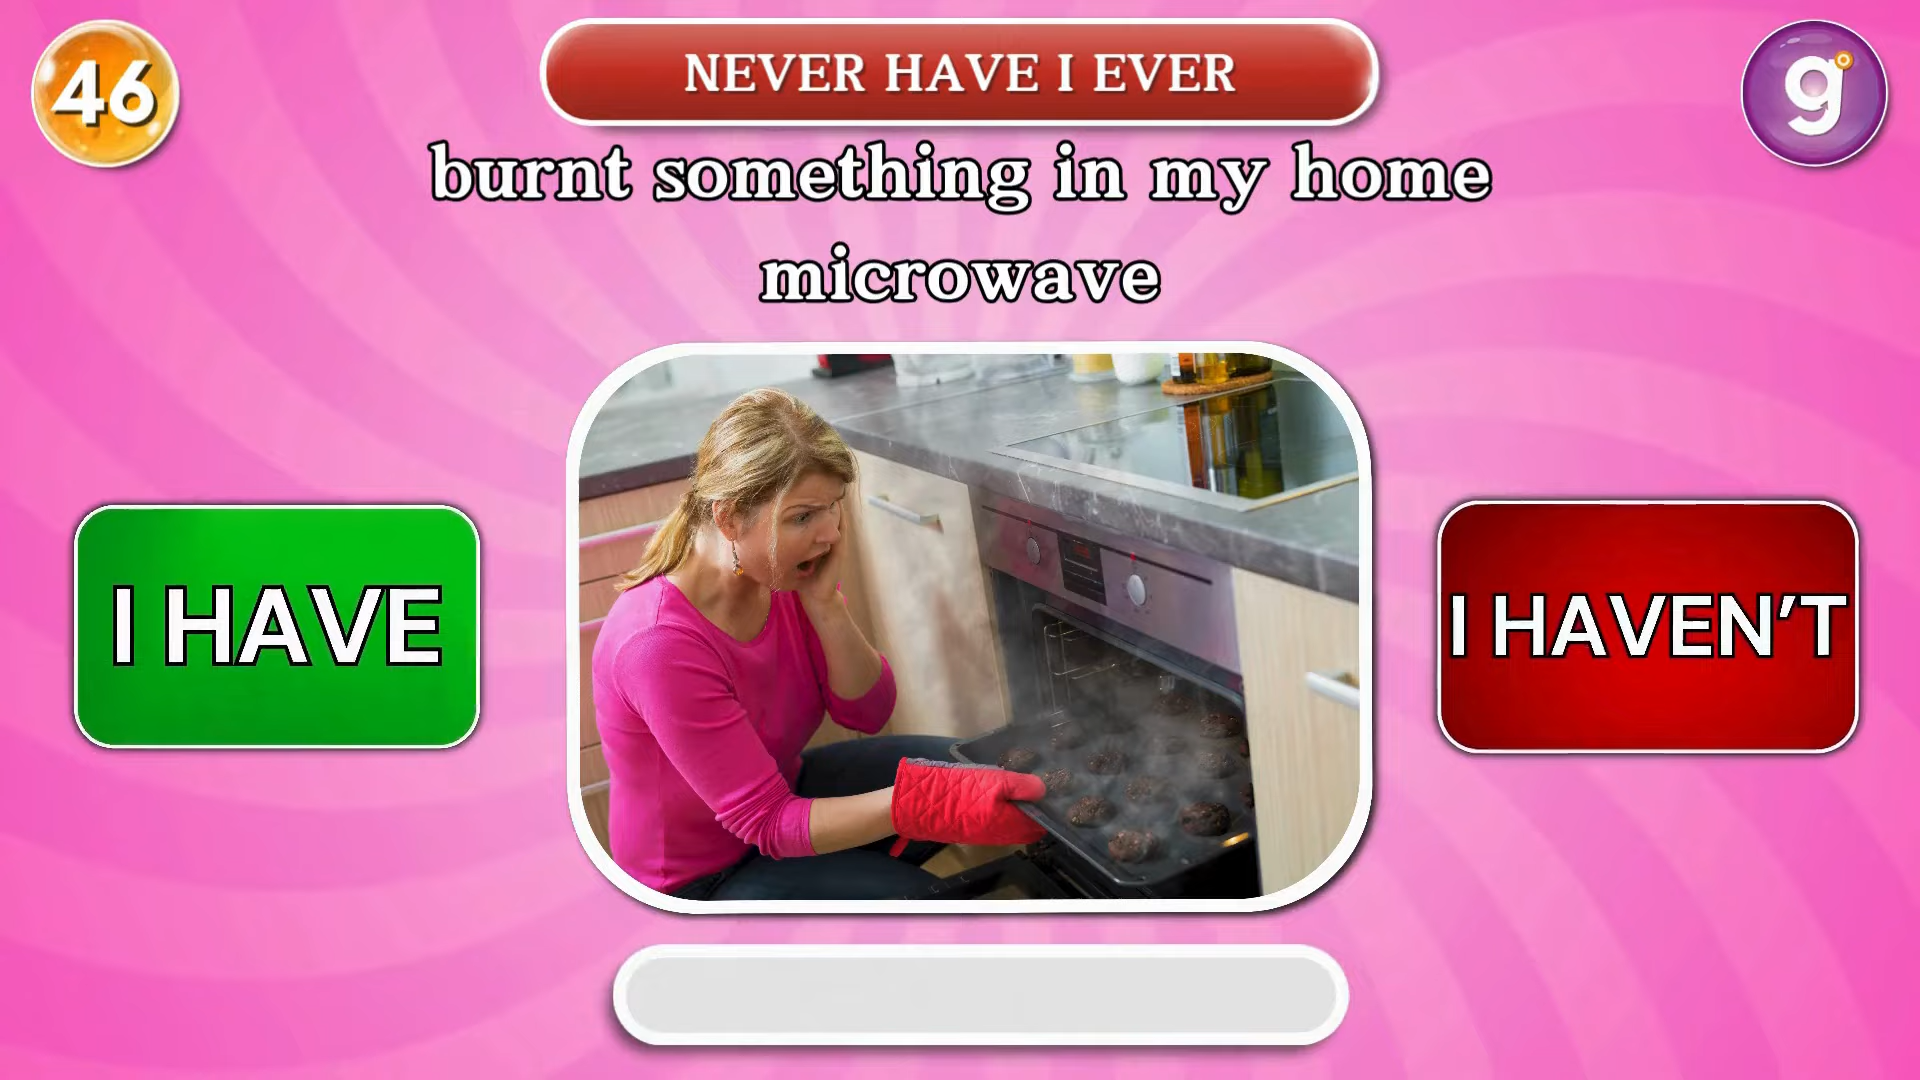 46
NEVER HAVE I EVER
g
burnt something in my home
microwave
I HAVE
I HAVEN'T